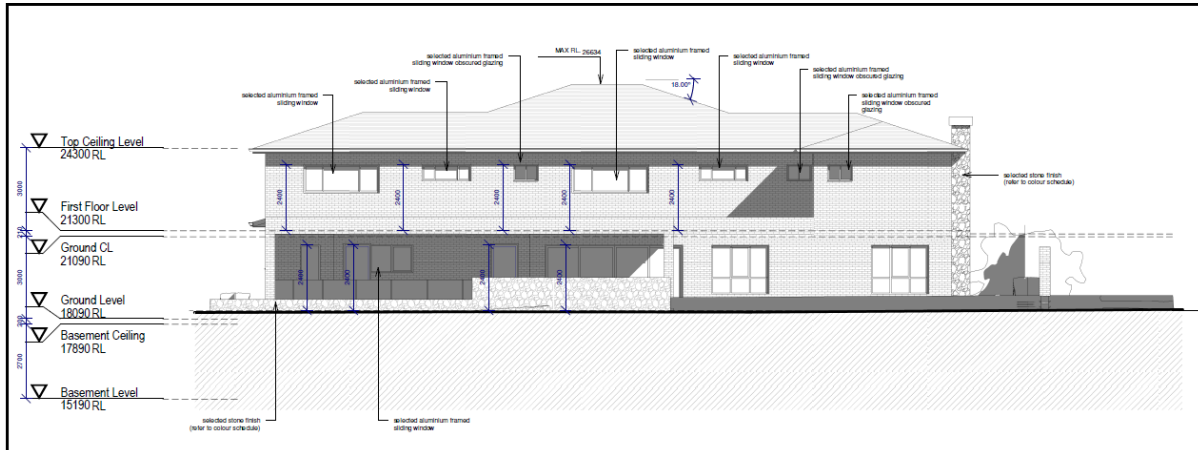 MAX RL. 26634
selected aluminium framed
sliding window
selected aluminium framed
sliding window obscured glazing
selected aluminium framed
sliding window
selected aluminium framed
sliding window
18.00°
selected aluminium framed
sliding window obscured glazing
selected aluminium framed
sliding window
selected aluminium framed
sliding window obscured
glazing
Top Ceiling Level
24300 RL
3000
2400
2400
2400
2400
2400
selected stone finish
(refer to colour schedule)
First Floor Level
21300 RL
210
Ground CL
21090 RL
3000
2400
2400
2400
2400
Ground Level
18090 RL
200
Basement Ceiling
17890 RL
2700
Basement Level
15190 RL
selected stone finish
(refer to colour schedule)
selected aluminium framed
sliding window